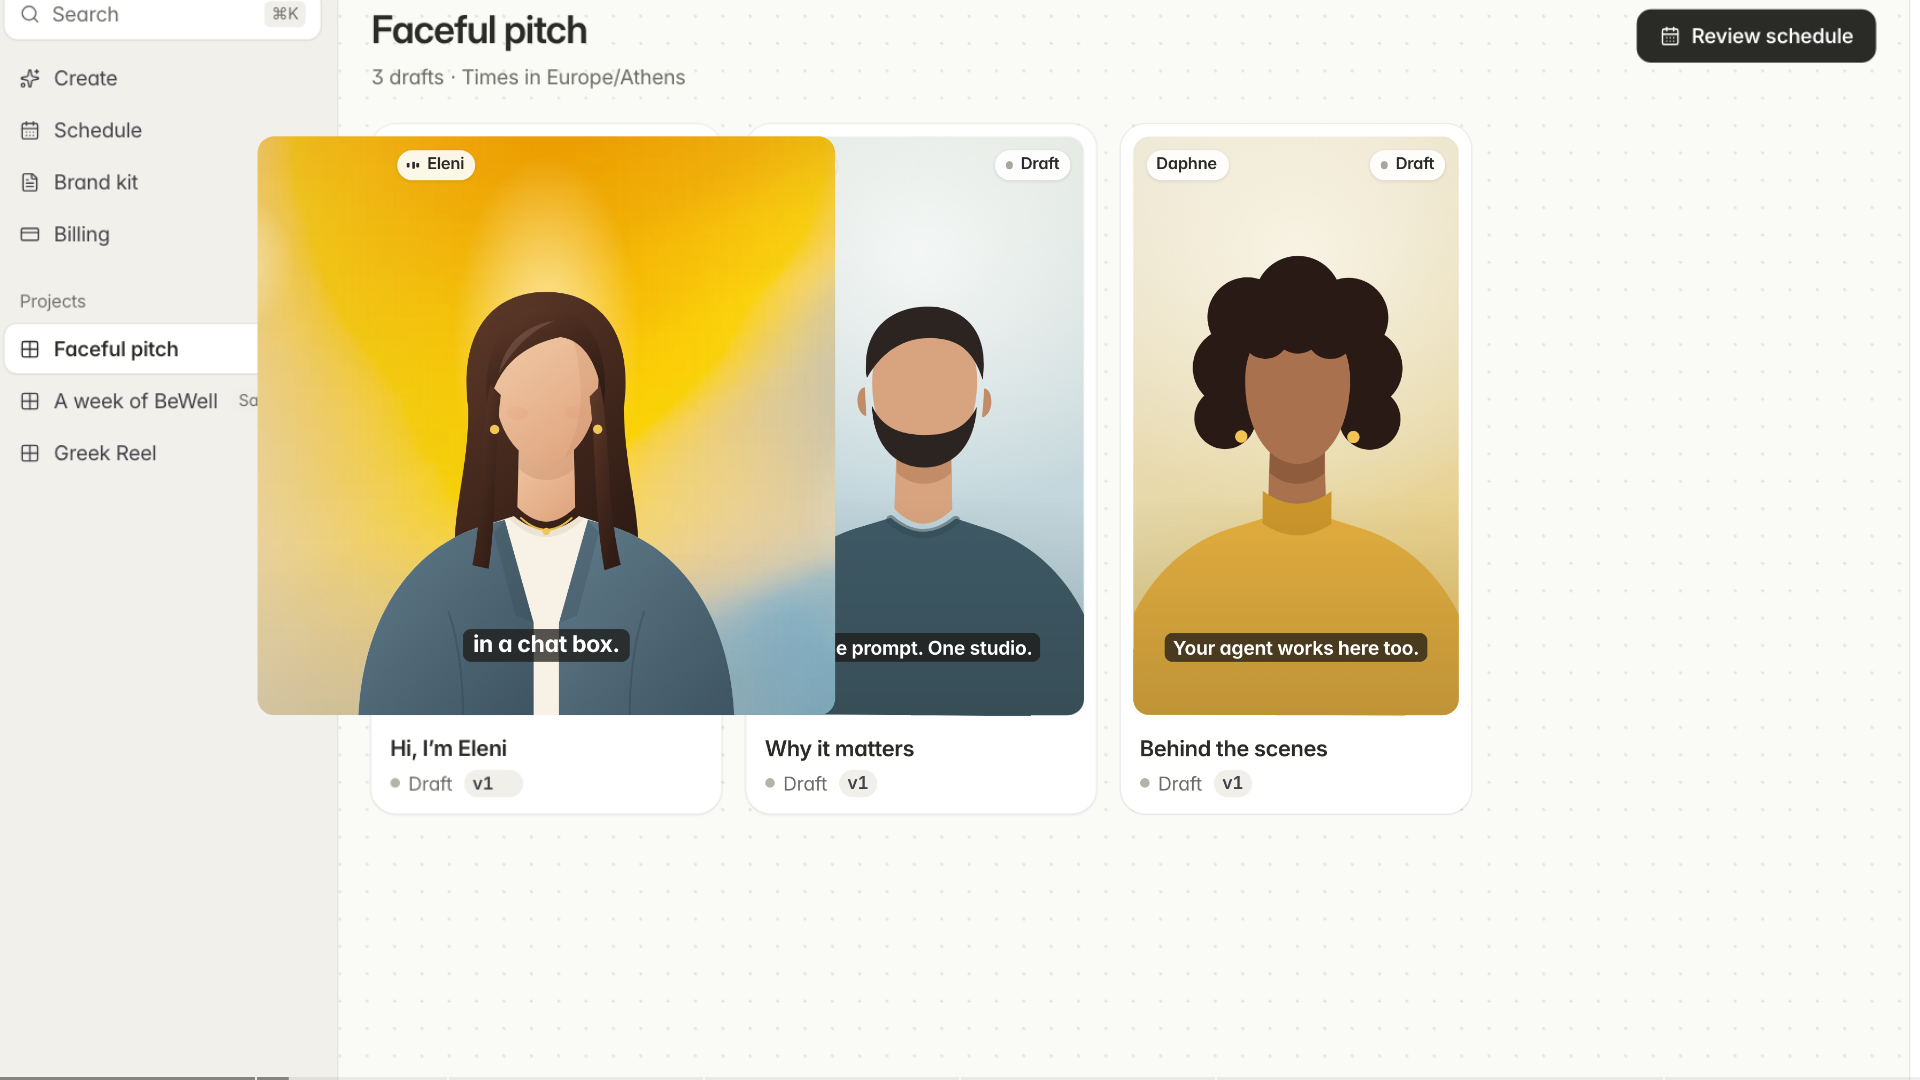 Search ⌘K
Create
Schedule
Brand kit
Billing
Projects
Faceful pitch
A week of BeWell Sa
Greek Reel
Faceful pitch
3 drafts · Times in Europe/Athens
Review schedule
Eleni
in a chat box.
Hi, I’m Eleni
Draft v1
Draft
e prompt. One studio.
Why it matters
Draft v1
Daphne Draft
Your agent works here too.
Behind the scenes
Draft v1